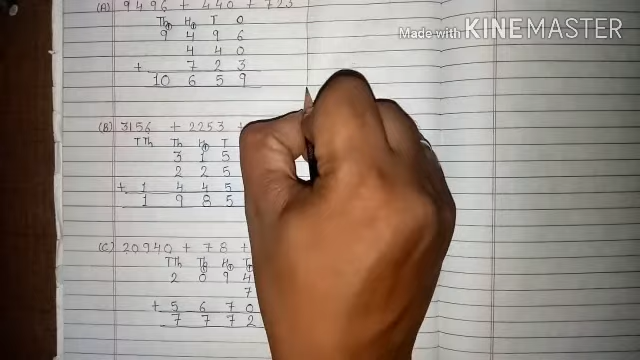 Made with KINEMASTER
(A) 9496 + 440 + 723
Th H T O
9 4 9 6
4 4 0
+ 7 2 3
10 6 5 9
(B) 3156 + 2253 +
TTh Th H T
3 1 5
2 2 5
+ 1 4 4 5
1 9 8 5
(C) 20940 + 78 +
TTh Th H T
2 0 9 4
7
+ 5 6 7 0
7 7 7 2